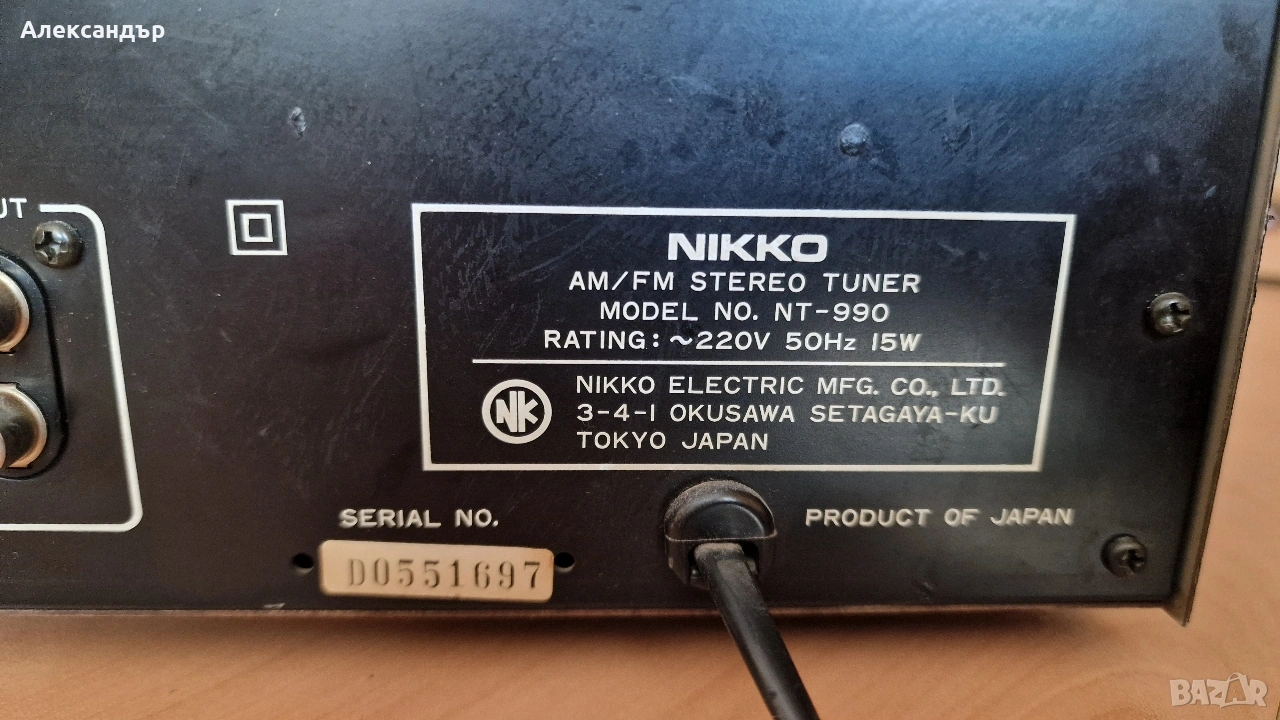 Александър
UT
NIKKO
AM/FM STEREO TUNER
MODEL NO. NT-990
RATING: ~220V 50Hz 15W
NK
NIKKO ELECTRIC MFG. CO., LTD.
3-4-1 OKUSAWA SETAGAYA-KU
TOKYO JAPAN
SERIAL NO.
PRODUCT OF JAPAN
D0551697
BAZAR